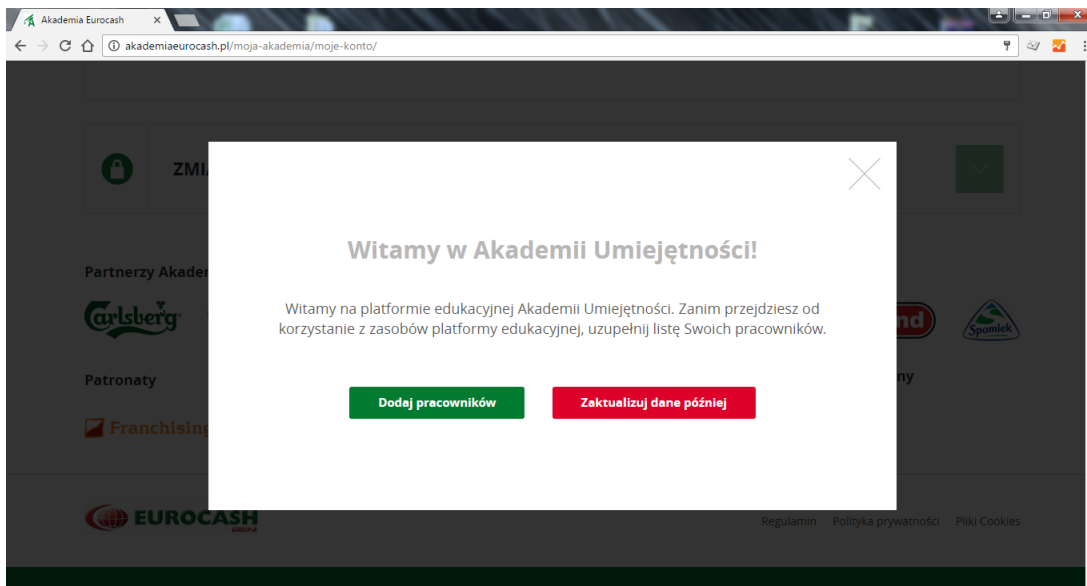 Akademia Eurocash
akademiaeurocash.pl/moja-akademia/moje-konto/
ZMI
Witamy w Akademii Umiejętności!
Witamy na platformie edukacyjnej Akademii Umiejętności. Zanim przejdziesz od
korzystanie z zasobów platformy edukacyjnej, uzupełnij listę Swoich pracowników.
Dodaj pracowników Zaktualizuj dane później
Partnerzy Akade
Carlsberg nd Spomlek
Patronaty ny
Franchising
EUROCASH
GRUPA
Regulamin Polityka prywatności Pliki Cookies